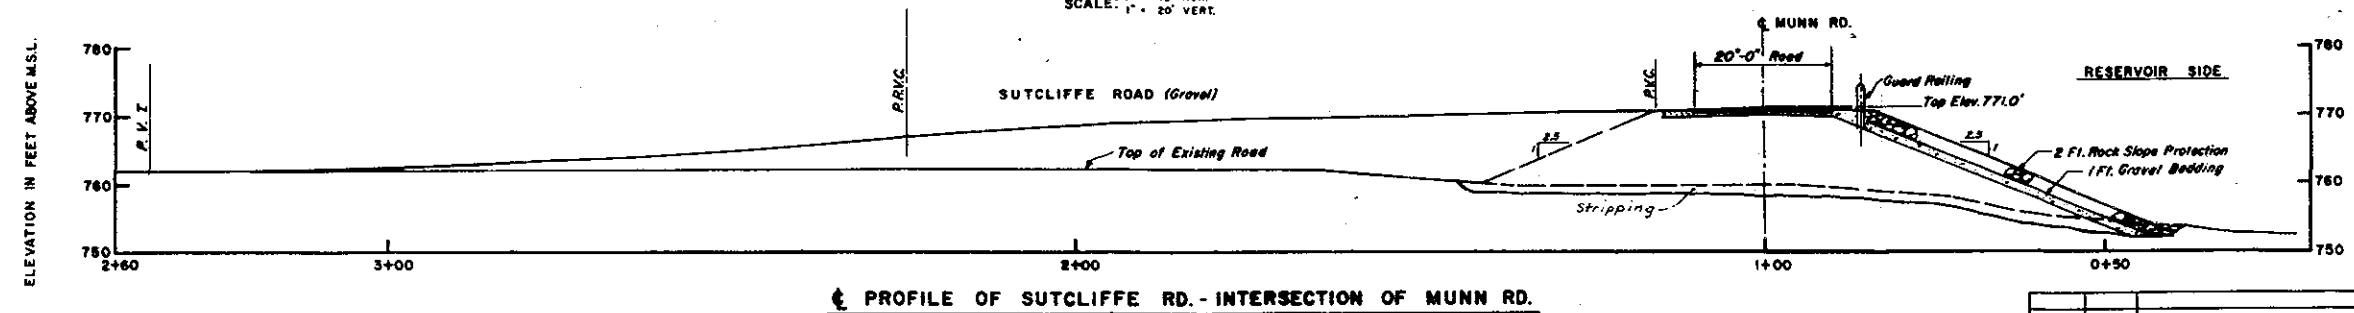 SCALE:
1" = 20' VERT.
℄ MUNN RD.
ELEVATION IN FEET ABOVE M.S.L.
780
770
760
750
P.V.T
P.R.V.C.
P.V.C.
20'-0" Road
SUTCLIFFE ROAD (Gravel)
Guard Railing
Top Elev. 771.0'
RESERVOIR SIDE
780
770
760
750
2.5
1
2.5
1
Top of Existing Road
2 Ft. Rock Slope Protection
1 Ft. Gravel Bedding
Stripping
2+60
3+00
2+00
1+00
0+50
℄ PROFILE OF SUTCLIFFE RD. - INTERSECTION OF MUNN RD.